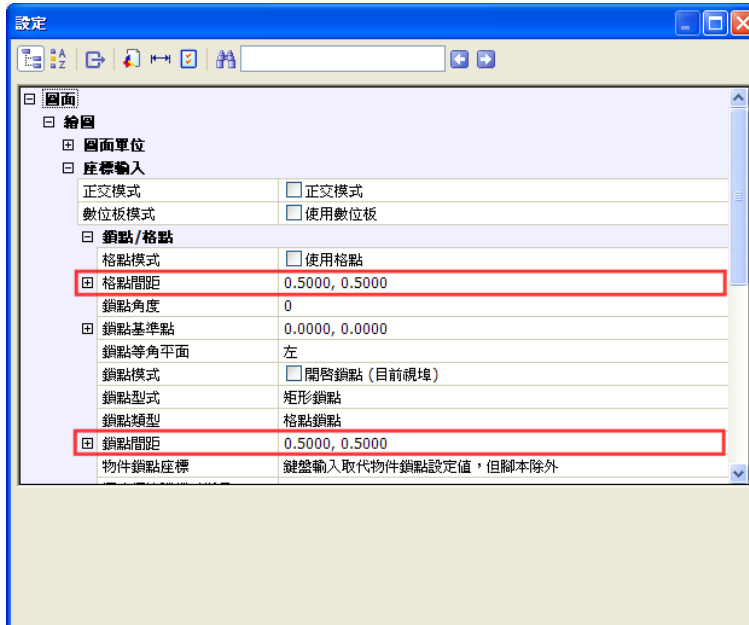 設定
圖面
繪圖
圖面單位
座標輸入
正交模式 正交模式
數位板模式 使用數位板
鎖點/格點
格點模式 使用格點
格點間距 0.5000, 0.5000
鎖點角度 0
鎖點基準點 0.0000, 0.0000
鎖點等角平面 左
鎖點模式 開啓鎖點 (目前視埠)
鎖點型式 矩形鎖點
鎖點類型 格點鎖點
鎖點間距 0.5000, 0.5000
物件鎖點座標 鍵盤輸入取代物件鎖點設定值，但腳本除外